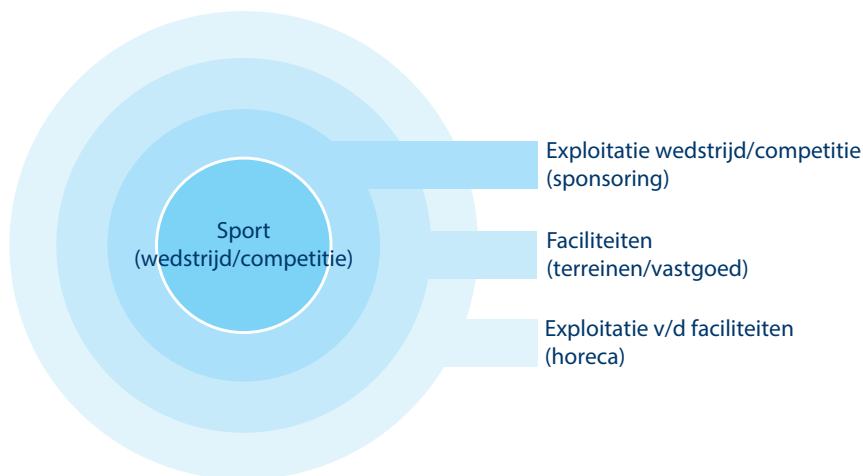 Sport
(wedstrijd/competitie)
Exploitatie wedstrijd/competitie
(sponsoring)
Faciliteiten
(terreinen/vastgoed)
Exploitatie v/d faciliteiten
(horeca)